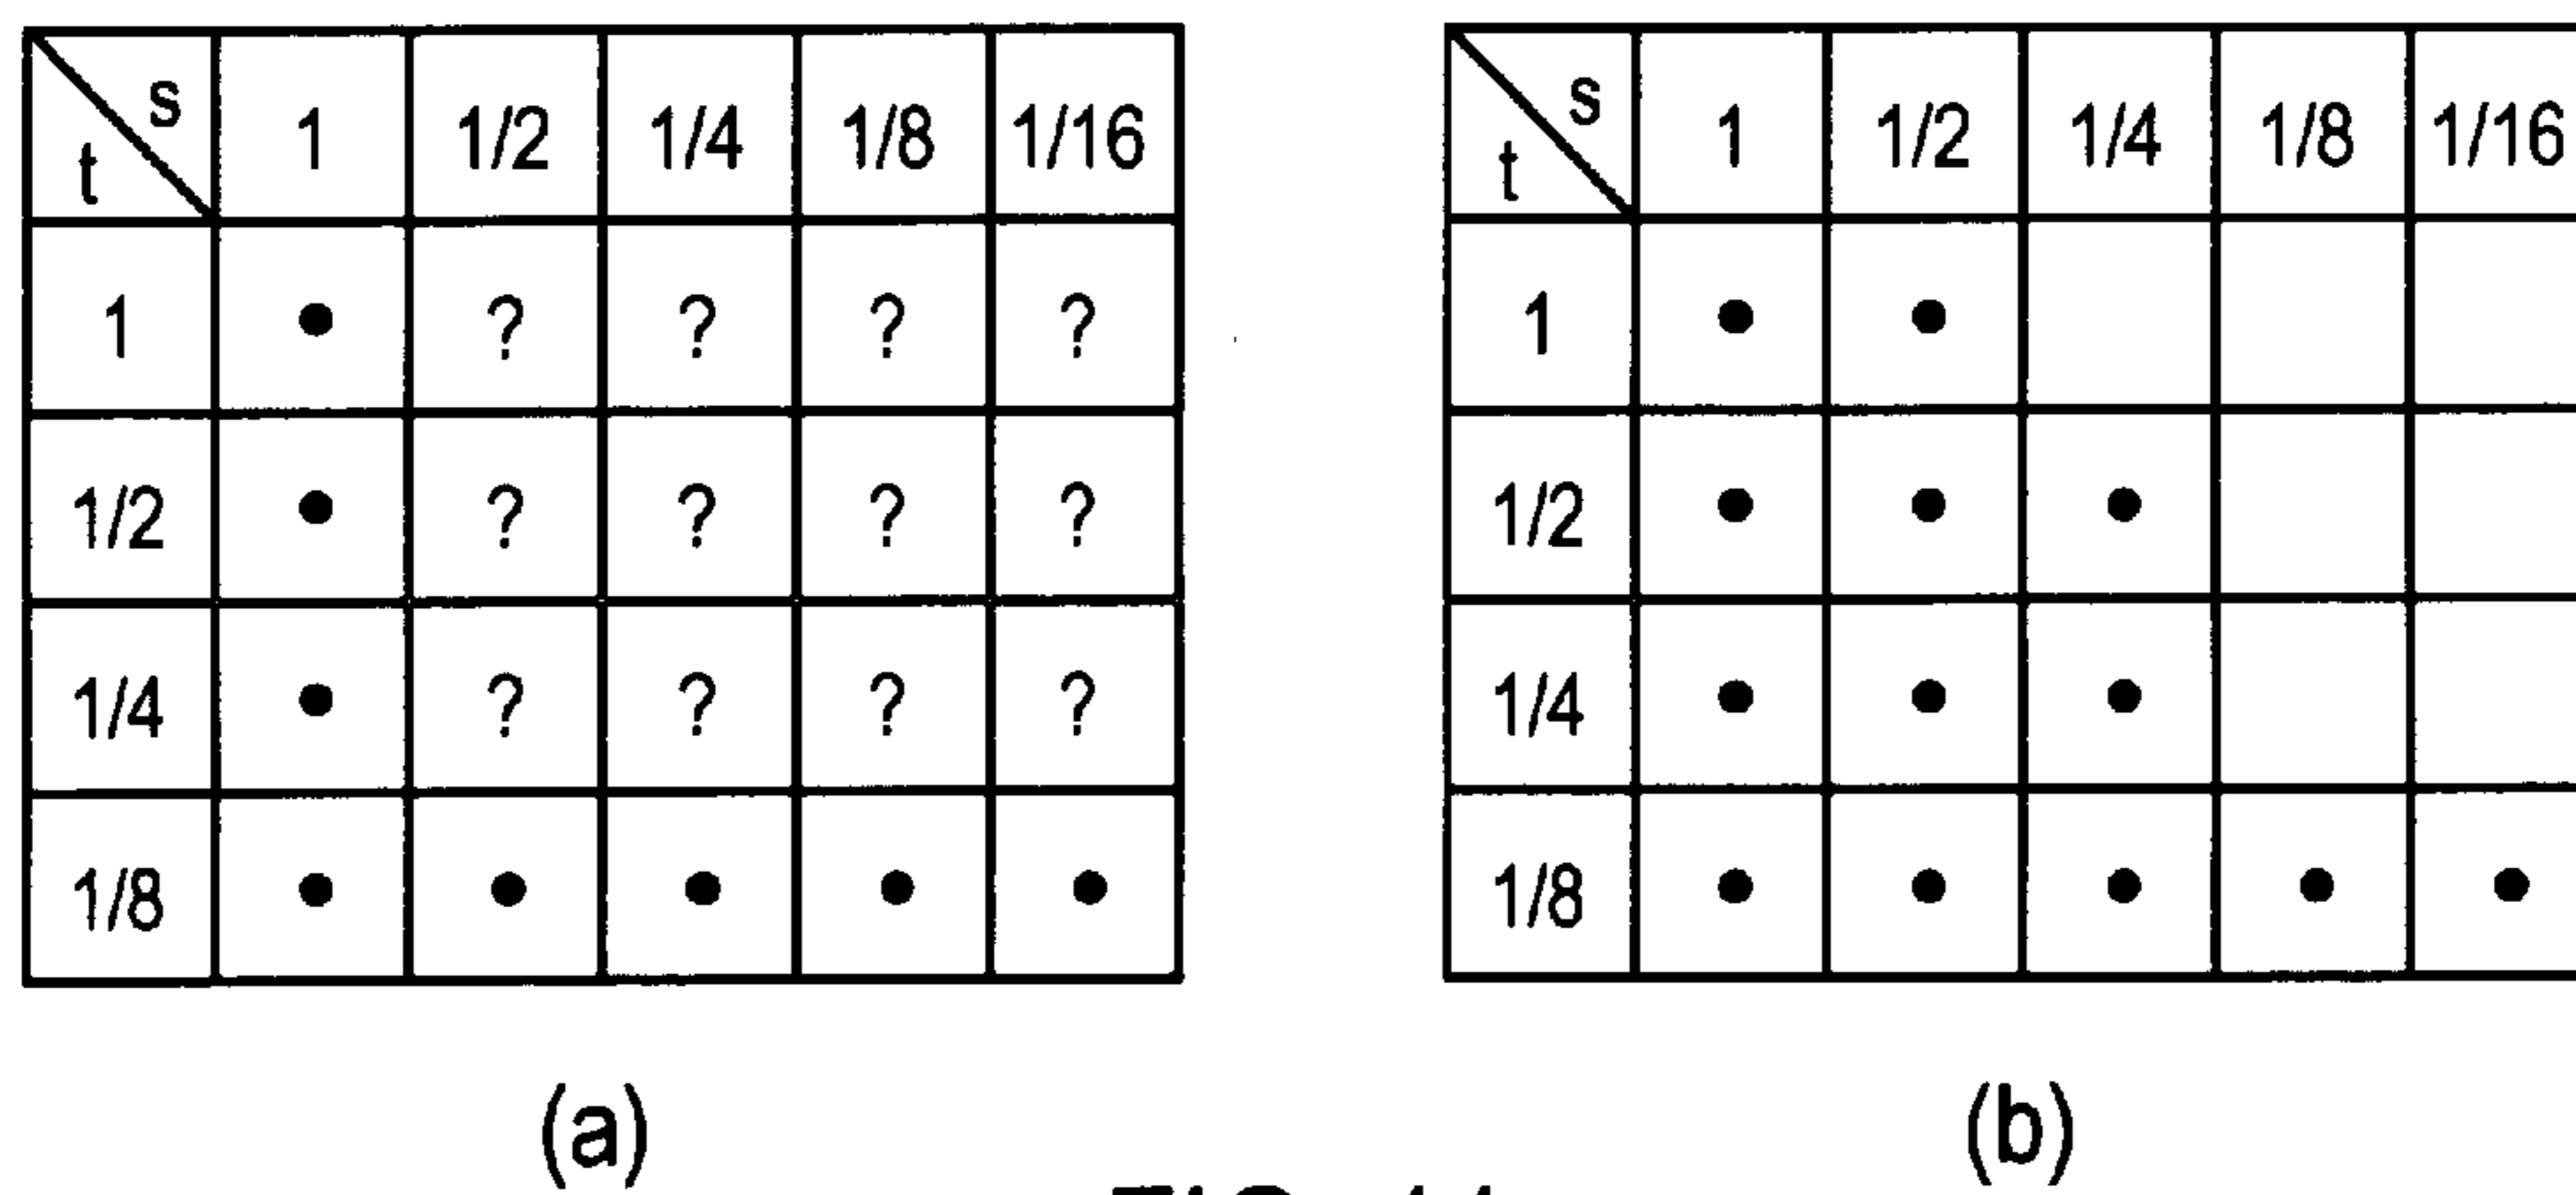 s 1 1/2 1/4 1/8 1/16 s 1 1/2 1/4 1/8 1/16
t t
1 • ? ? ? ? 1 • •
1/2 • ? ? ? ? 1/2 • • •
1/4 • ? ? ? ? 1/4 • • •
1/8 • • • • • 1/8 • • • • •
(a) (b)